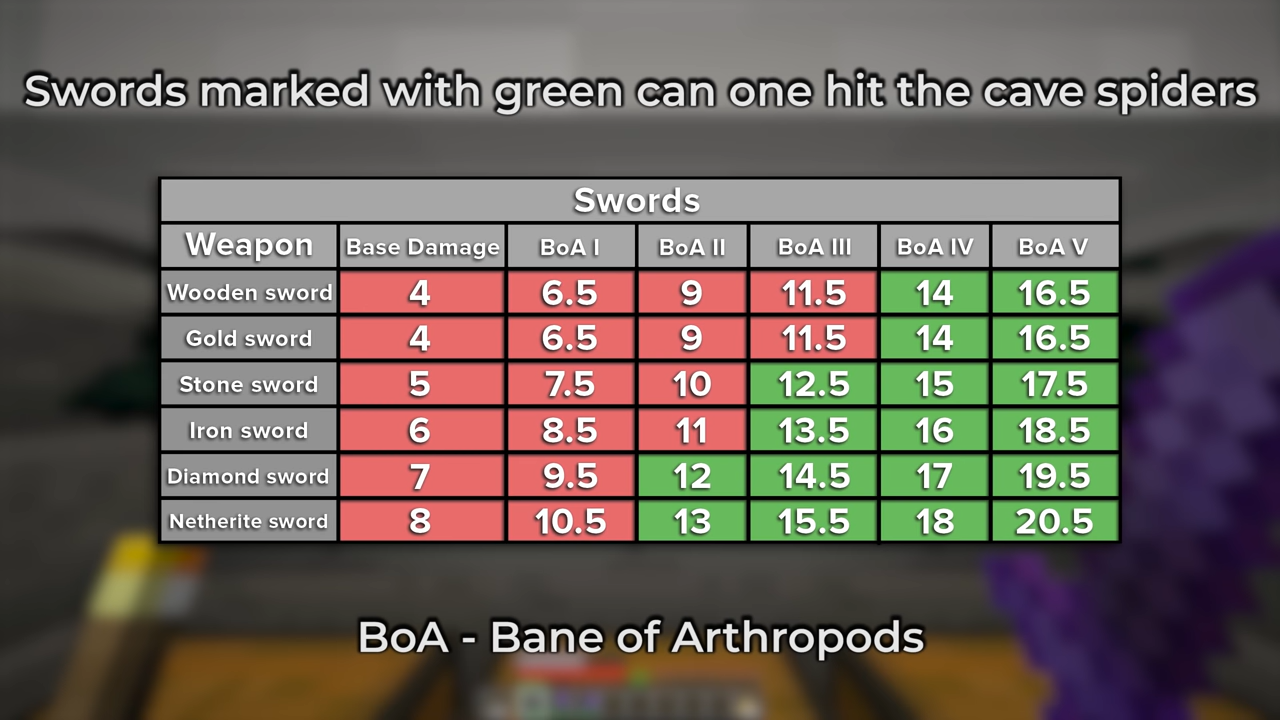 Swords marked with green can one hit the cave spiders
Swords
Weapon Base Damage BoA I BoA II BoA III BoA IV BoA V
Wooden sword 4 6.5 9 11.5 14 16.5
Gold sword 4 6.5 9 11.5 14 16.5
Stone sword 5 7.5 10 12.5 15 17.5
Iron sword 6 8.5 11 13.5 16 18.5
Diamond sword 7 9.5 12 14.5 17 19.5
Netherite sword 8 10.5 13 15.5 18 20.5
BoA - Bane of Arthropods